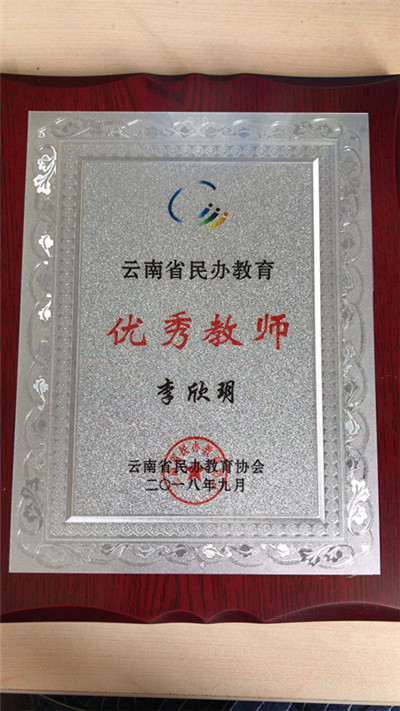 云南省民办教育
优秀教师
李欣玥
云南省民办教育协会
二〇一八年九月